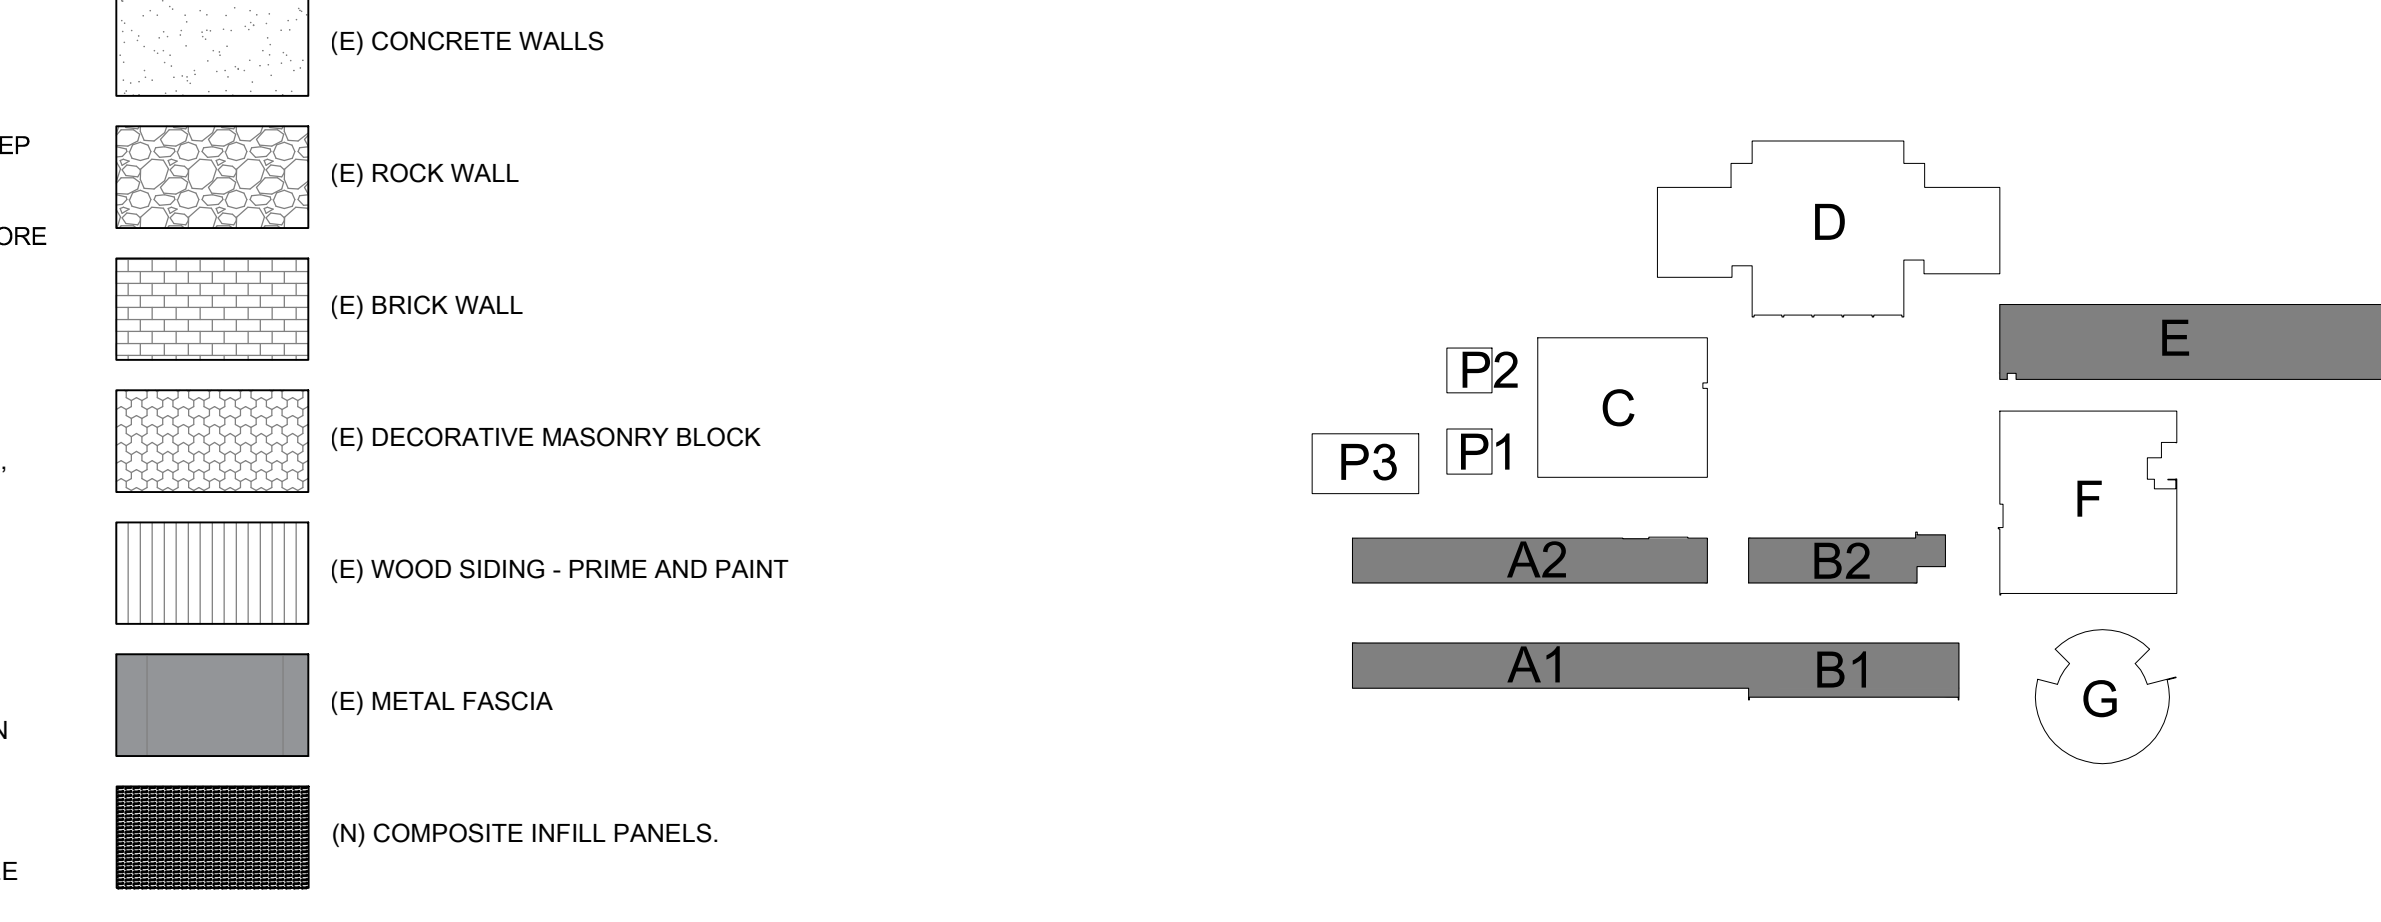 (E) CONCRETE WALLS
EP
(E) ROCK WALL
ORE
(E) BRICK WALL
(E) DECORATIVE MASONRY BLOCK
,
(E) WOOD SIDING - PRIME AND PAINT
(E) METAL FASCIA
N
(N) COMPOSITE INFILL PANELS.
E
D
E
P2
C
P1
P3
F
A2
B2
A1
B1
G